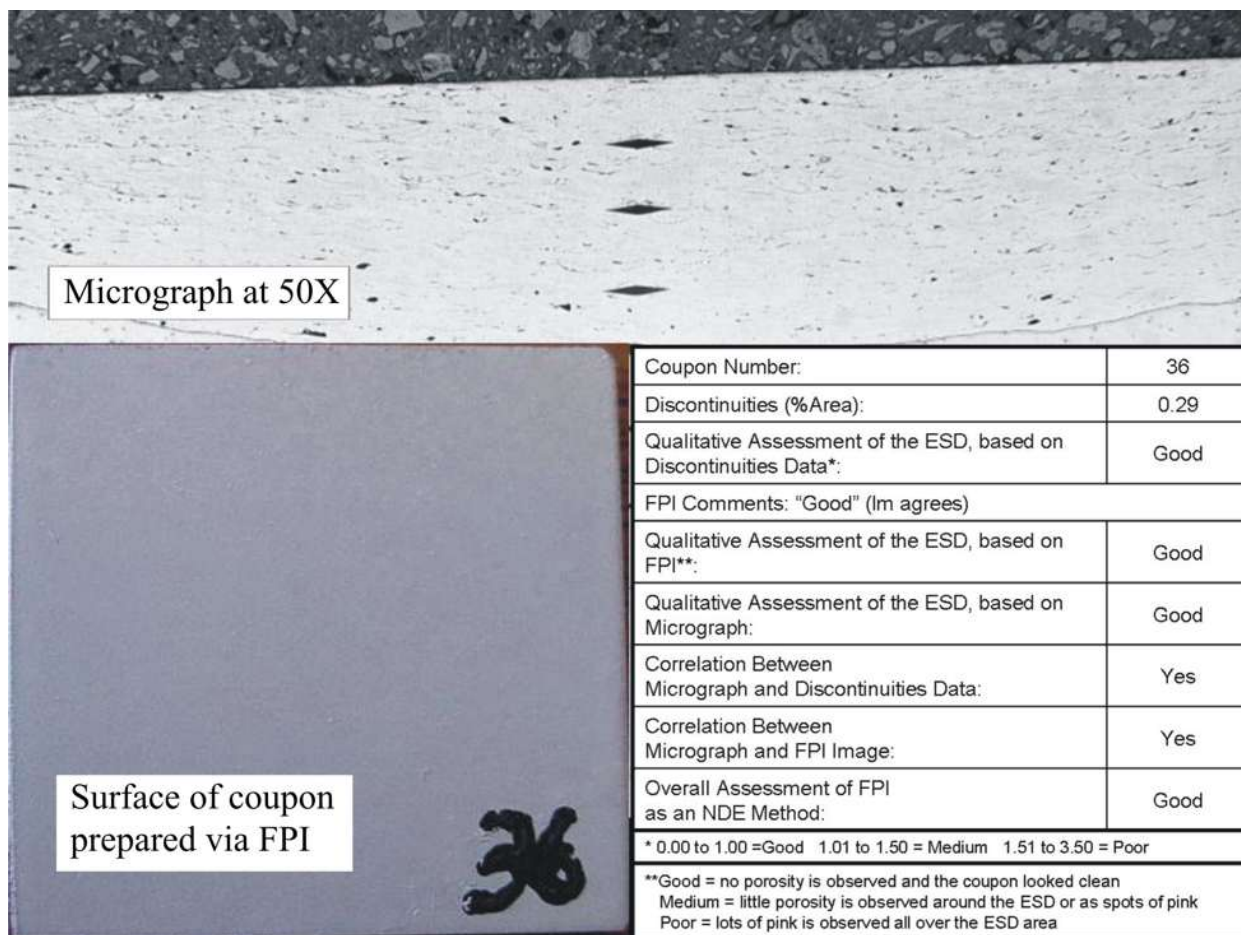 Micrograph at 50X
Surface of coupon
prepared via FPI
36
Coupon Number: 36
Discontinuities (%Area): 0.29
Qualitative Assessment of the ESD, based on
Discontinuities Data*: Good
FPI Comments: “Good” (Im agrees)
Qualitative Assessment of the ESD, based on
FPI**: Good
Qualitative Assessment of the ESD, based on
Micrograph: Good
Correlation Between
Micrograph and Discontinuities Data: Yes
Correlation Between
Micrograph and FPI Image: Yes
Overall Assessment of FPI
as an NDE Method: Good
* 0.00 to 1.00 =Good 1.01 to 1.50 = Medium 1.51 to 3.50 = Poor
**Good = no porosity is observed and the coupon looked clean
Medium = little porosity is observed around the ESD or as spots of pink
Poor = lots of pink is observed all over the ESD area